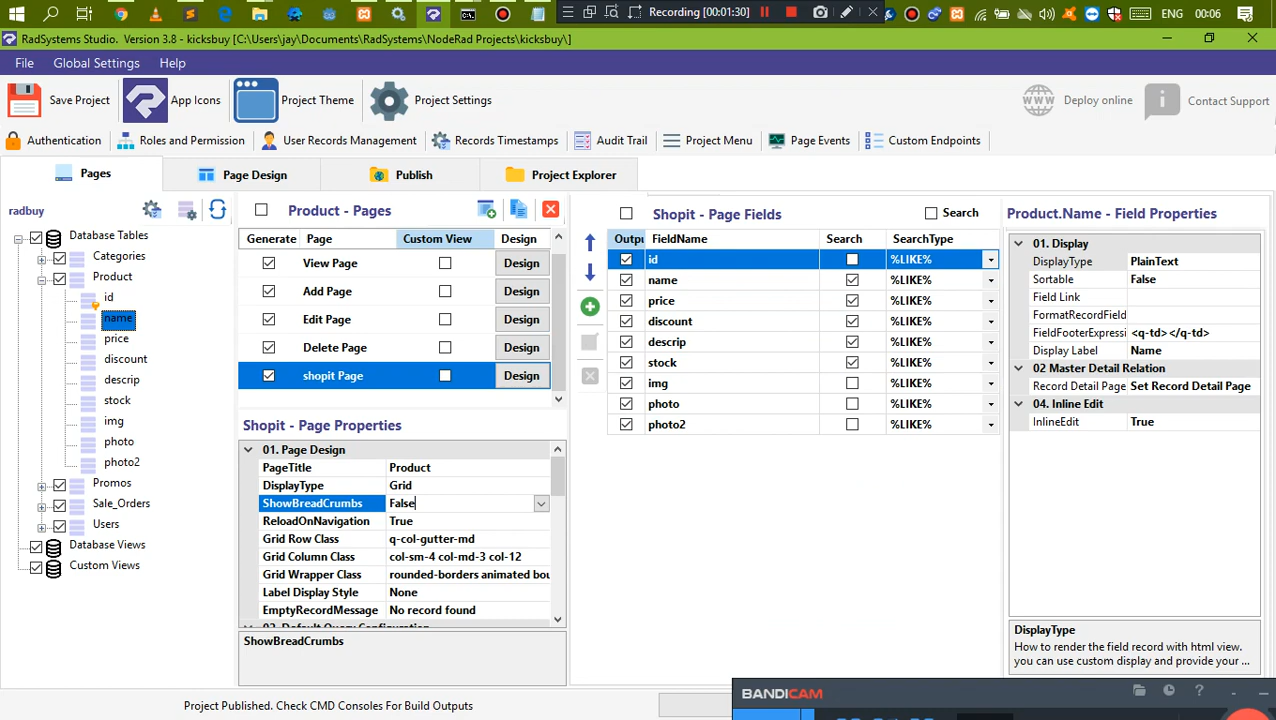 Recording [00:01:30]
ENG
00:06
RadSystems Studio. Version 3.8 - kicksbuy [C:\Users\jay\Documents\RadSystems\NodeRad Projects\kicksbuy\]
File Global Settings Help
Save Project App Icons Project Theme Project Settings Deploy online Contact Support
Authentication Roles and Permission User Records Management Records Timestamps Audit Trail Project Menu Page Events Custom Endpoints
Pages Page Design Publish Project Explorer
radbuy
Database Tables
Categories
Product
id
name
price
discount
descrip
stock
img
photo
photo2
Promos
Sale_Orders
Users
Database Views
Custom Views
Product - Pages
Generate Page Custom View Design
View Page Design
Add Page Design
Edit Page Design
Delete Page Design
shopit Page Design
Shopit - Page Properties
01. Page Design
PageTitle Product
DisplayType Grid
ShowBreadCrumbs False
ReloadOnNavigation True
Grid Row Class q-col-gutter-md
Grid Column Class col-sm-4 col-md-3 col-12
Grid Wrapper Class rounded-borders animated bou
Label Display Style None
EmptyRecordMessage No record found
ShowBreadCrumbs
Shopit - Page Fields Search
Outpu FieldName Search SearchType
id %LIKE%
name %LIKE%
price %LIKE%
discount %LIKE%
descrip %LIKE%
stock %LIKE%
img %LIKE%
photo %LIKE%
photo2 %LIKE%
Product.Name - Field Properties
01. Display
DisplayType PlainText
Sortable False
Field Link
FormatRecordField
FieldFooterExpressi <q-td></q-td>
Display Label Name
02 Master Detail Relation
Record Detail Page Set Record Detail Page
04. Inline Edit
InlineEdit True
DisplayType
How to render the field record with html view.
you can use custom display and provide your ...
Project Published. Check CMD Consoles For Build Outputs
BANDICAM